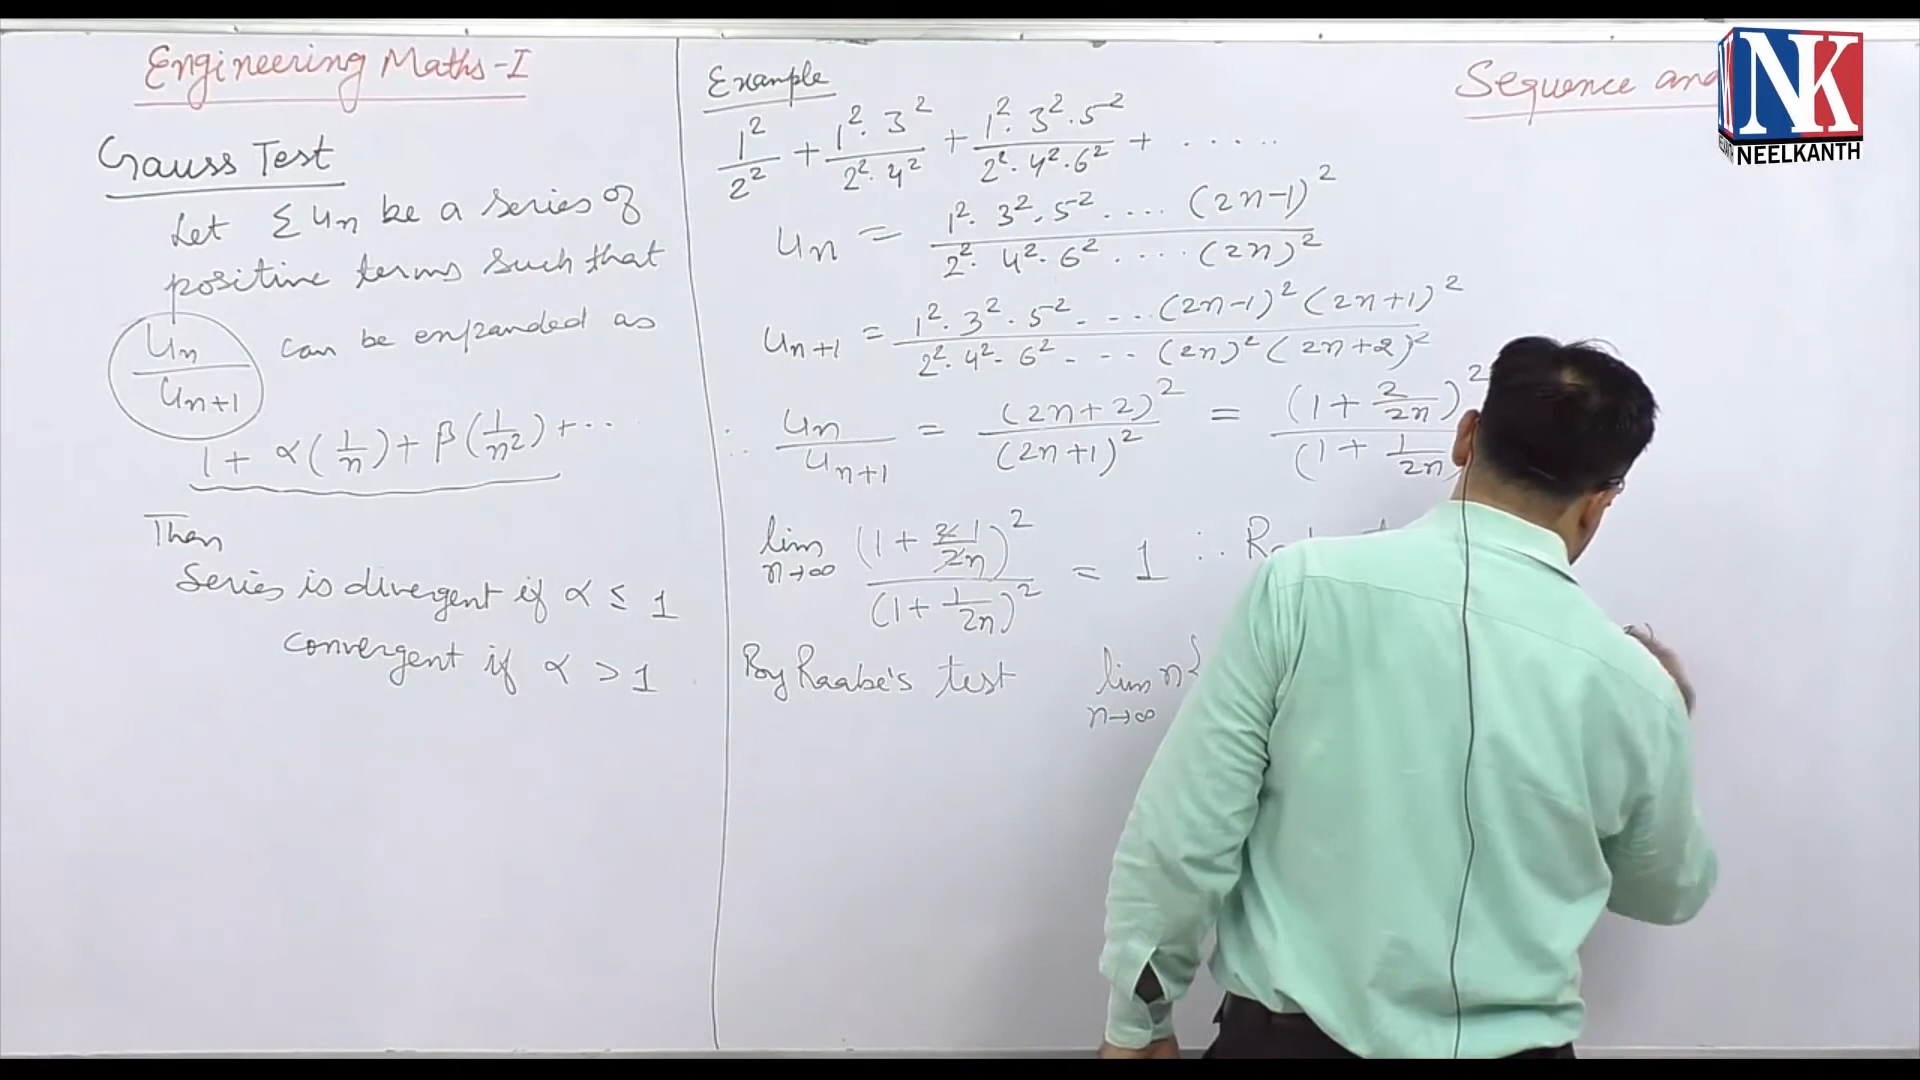 Engineering Maths-I
Gauss Test
Let Σ un be a series of
positive terms such that
un/un+1 can be expanded as
1 + α(1/n) + β(1/n²) + ...
Then
Series is divergent if α ≤ 1
convergent if α > 1
Example
1²/2² + 1²·3²/2²·4² + 1²·3²·5²/2²·4²·6² + .....
un = 1²·3²·5²....(2n-1)²/2²·4²·6²....(2n)²
un+1 = 1²·3²·5²-...(2n-1)²(2n+1)²/2²·4²·6²---(2n)²(2n+2)²
∴ un/un+1 = (2n+2)²/(2n+1)² = (1+2/2n)²/(1+1/2n)
lim n→∞ (1+2 1/2n)²/(1+1/2n)² = 1 ∴
By Raabe's test lim n→∞ n{
Sequence and
NK
NEELKANTH